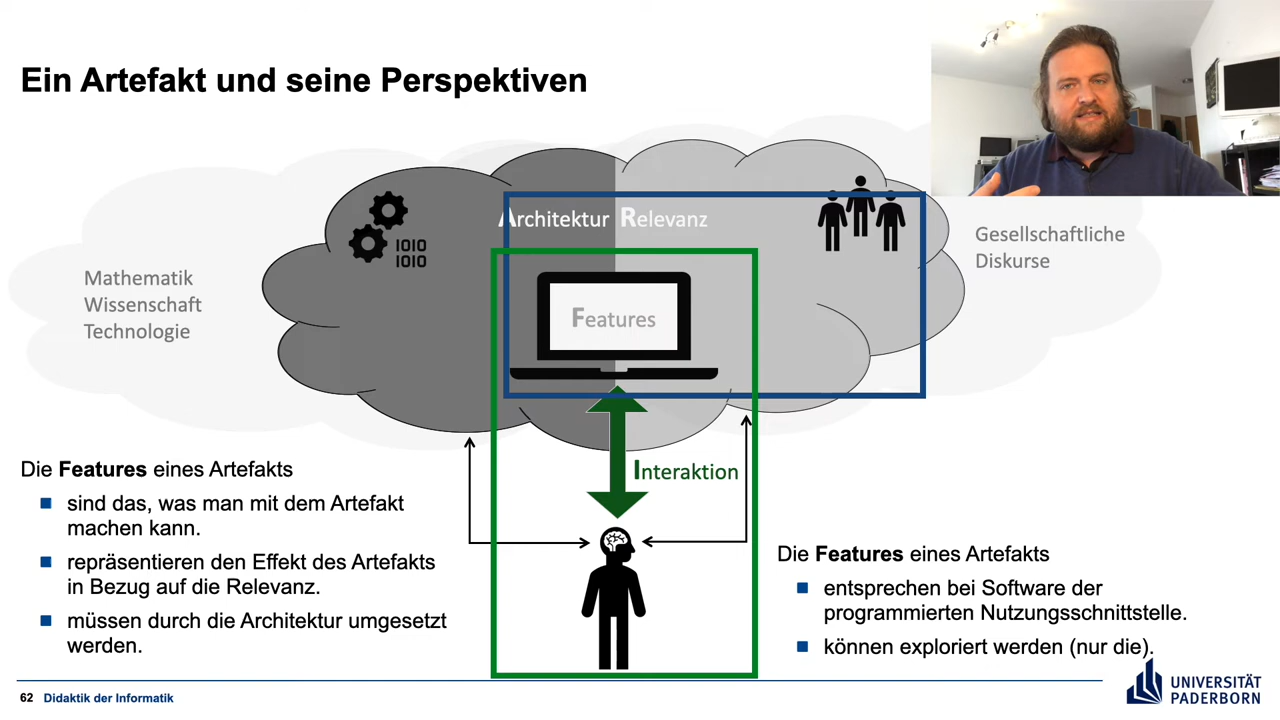 Ein Artefakt und seine Perspektiven
Architektur Relevanz
1010
1010
Gesellschaftliche
Diskurse
Mathematik
Wissenschaft
Technologie
Features
Interaktion
Die Features eines Artefakts
sind das, was man mit dem Artefakt
machen kann.
repräsentieren den Effekt des Artefakts
in Bezug auf die Relevanz.
müssen durch die Architektur umgesetzt
werden.
Die Features eines Artefakts
entsprechen bei Software der
programmierten Nutzungsschnittstelle.
können exploriert werden (nur die).
62 Didaktik der Informatik
UNIVERSITÄT
PADERBORN